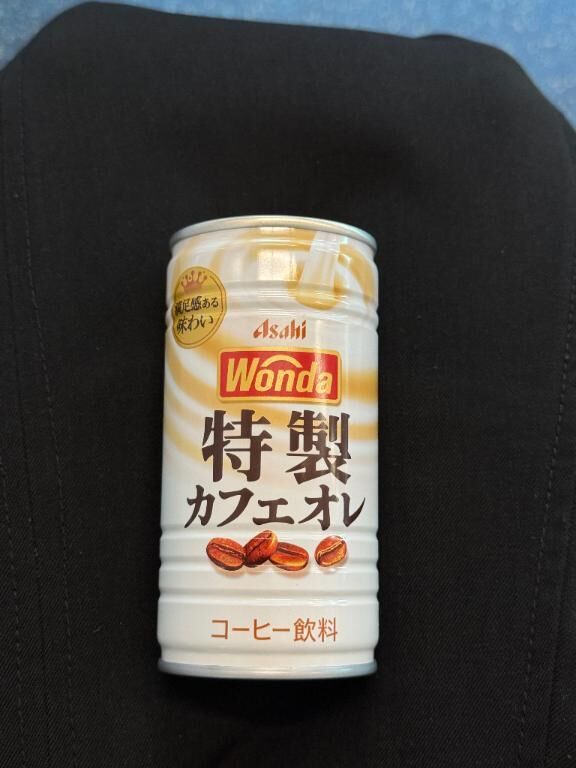 満足感ある
味わい
Asahi
Wonda
特製
カフェオレ
コーヒー飲料